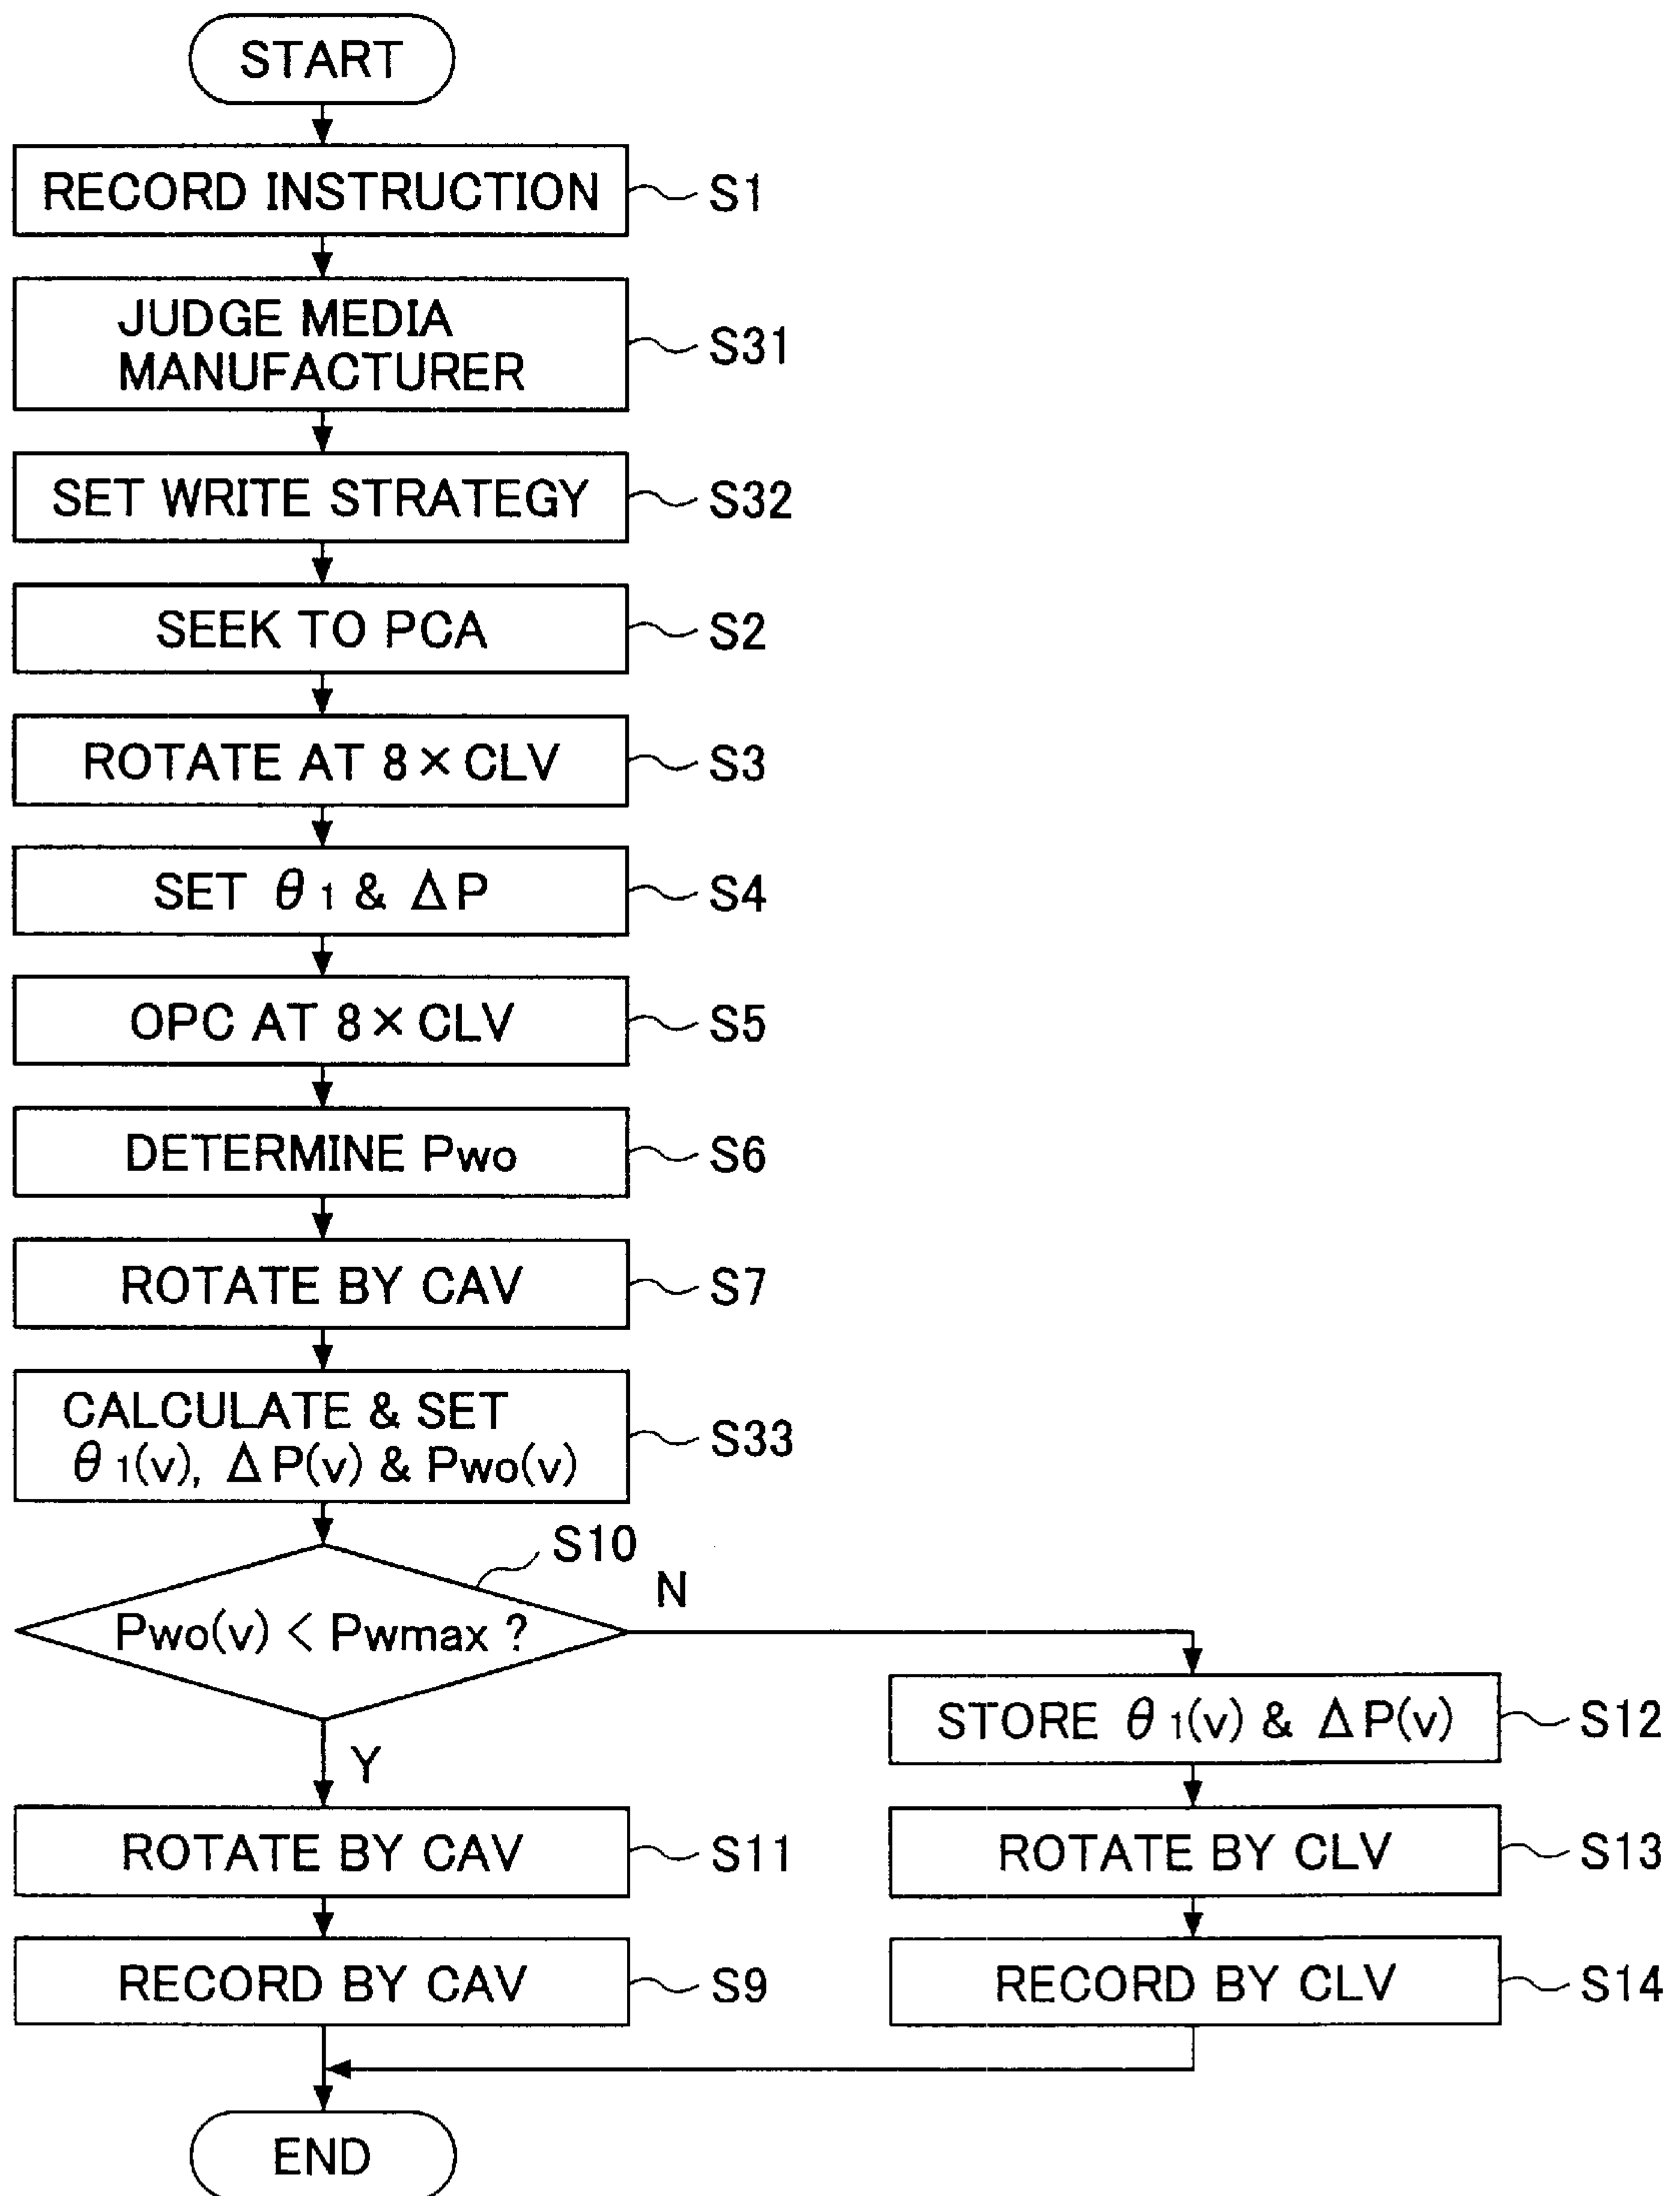 START
RECORD INSTRUCTION S1
JUDGE MEDIA
MANUFACTURER
S31
SET WRITE STRATEGY S32
SEEK TO PCA S2
ROTATE AT 8×CLV S3
SET θ1 & ΔP S4
OPC AT 8×CLV S5
DETERMINE Pwo S6
ROTATE BY CAV S7
CALCULATE & SET
θ1(v), ΔP(v) & Pwo(v)
S33
S10
Pwo(v) < Pwmax ?
N
Y
STORE θ1(v) & ΔP(v) S12
ROTATE BY CAV S11
ROTATE BY CLV S13
RECORD BY CAV S9
RECORD BY CLV S14
END